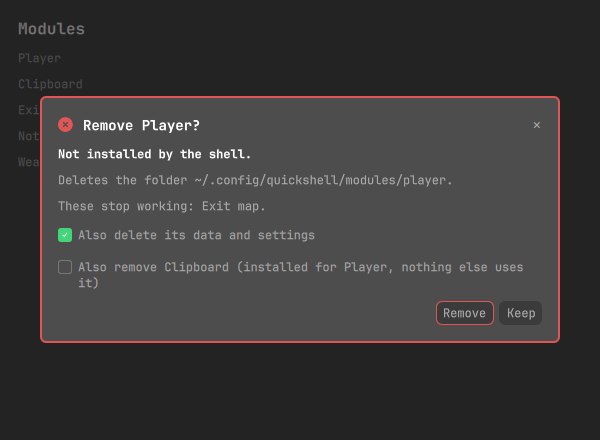 Modules
Player
Clipboard
Exi
Not
Wea
Remove Player?
×
Not installed by the shell.
Deletes the folder ~/.config/quickshell/modules/player.
These stop working: Exit map.
Also delete its data and settings
Also remove Clipboard (installed for Player, nothing else uses
it)
Remove Keep